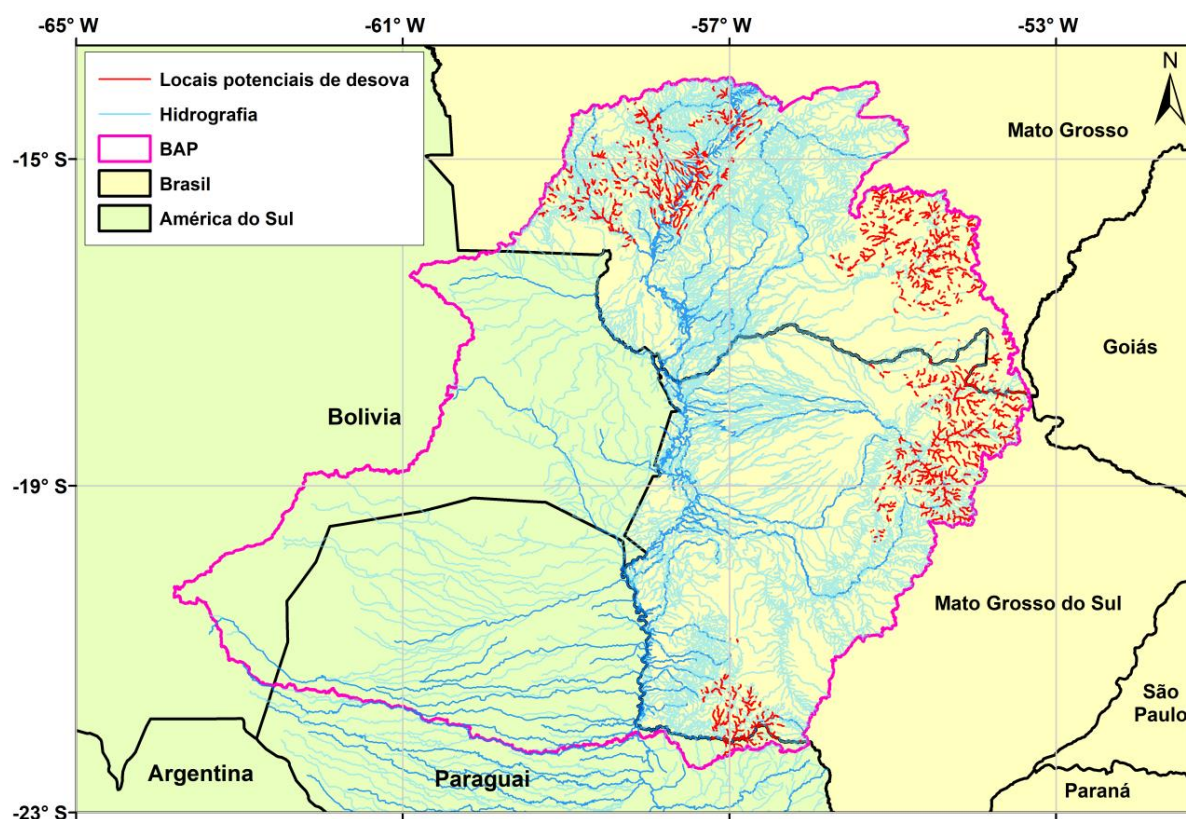 -65° W
-61° W
-57° W
-53° W
N
Locais potenciais de desova
Hidrografia
BAP
Brasil
América do Sul
Mato Grosso
-15° S
Goiás
Bolivia
-19° S
Mato Grosso do Sul
São
Paulo
Argentina
Paraguai
Paraná
-23° S